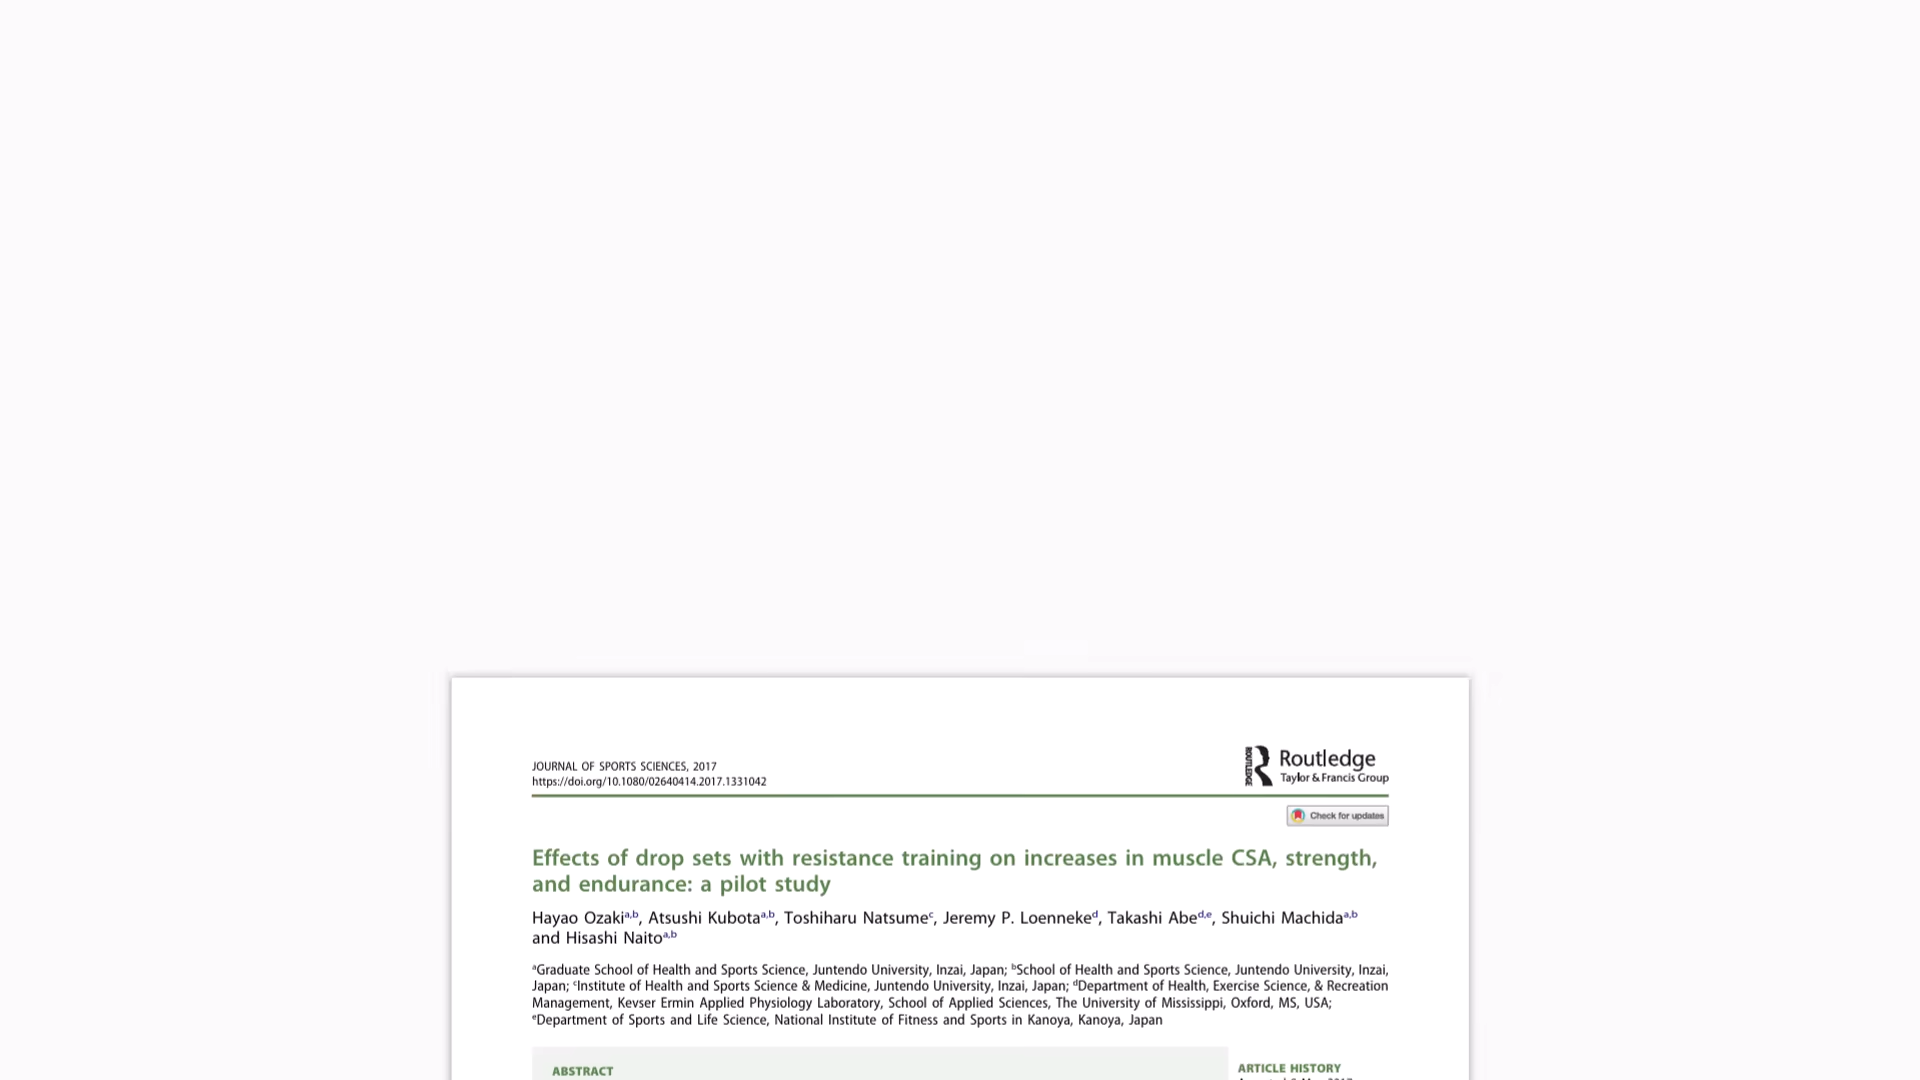 JOURNAL OF SPORTS SCIENCES, 2017
https://doi.org/10.1080/02640414.2017.1331042
ROUTLEDGE
Routledge
Taylor & Francis Group
Check for updates
Effects of drop sets with resistance training on increases in muscle CSA, strength,
and endurance: a pilot study
Hayao Ozakia,b, Atsushi Kubotaa,b, Toshiharu Natsumec, Jeremy P. Loenneked, Takashi Abed,e, Shuichi Machidaa,b
and Hisashi Naitoa,b
aGraduate School of Health and Sports Science, Juntendo University, Inzai, Japan; bSchool of Health and Sports Science, Juntendo University, Inzai,
Japan; cInstitute of Health and Sports Science & Medicine, Juntendo University, Inzai, Japan; dDepartment of Health, Exercise Science, & Recreation
Management, Kevser Ermin Applied Physiology Laboratory, School of Applied Sciences, The University of Mississippi, Oxford, MS, USA;
eDepartment of Sports and Life Science, National Institute of Fitness and Sports in Kanoya, Kanoya, Japan
ABSTRACT
ARTICLE HISTORY